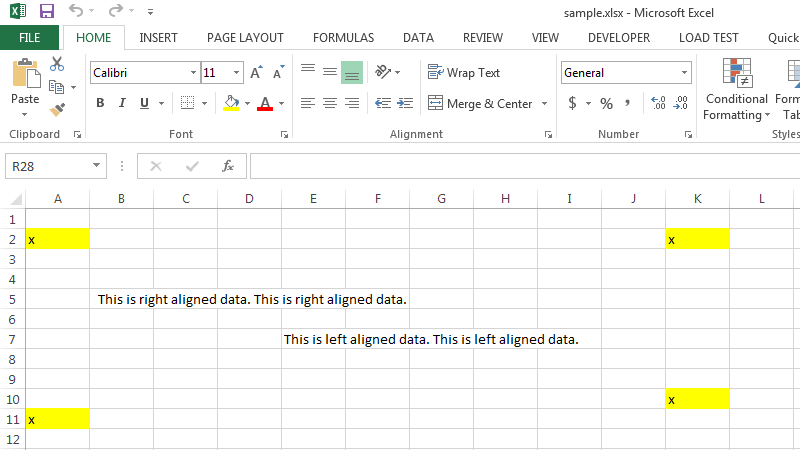 sample.xlsx - Microsoft Excel
FILE HOME INSERT PAGE LAYOUT FORMULAS DATA REVIEW VIEW DEVELOPER LOAD TEST Quick
Paste
Calibri 11
B I U A
Wrap Text
Merge & Center
General
$ % ,
Conditional
Formatting
Clipboard Font Alignment Number Styles
R28 fx
A B C D E F G H I J K L
1
2 x x
3
4
5 This is right aligned data. This is right aligned data.
6
7 This is left aligned data. This is left aligned data.
8
9
10 x
11 x
12